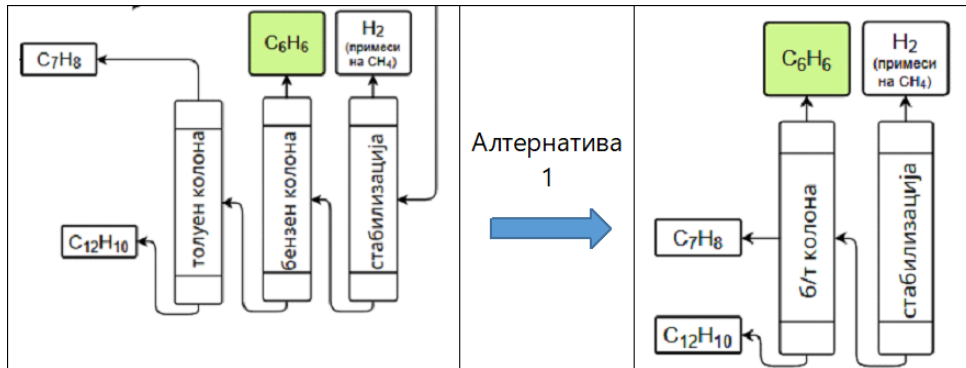 C₇H₈
C₆H₆
H₂
(примеси
на CH₄)
толуен колона
бензен колона
стабилизација
C₁₂H₁₀
Алтернатива
1
C₆H₆
H₂
(примеси
на CH₄)
б/т колона
стабилизација
C₇H₈
C₁₂H₁₀